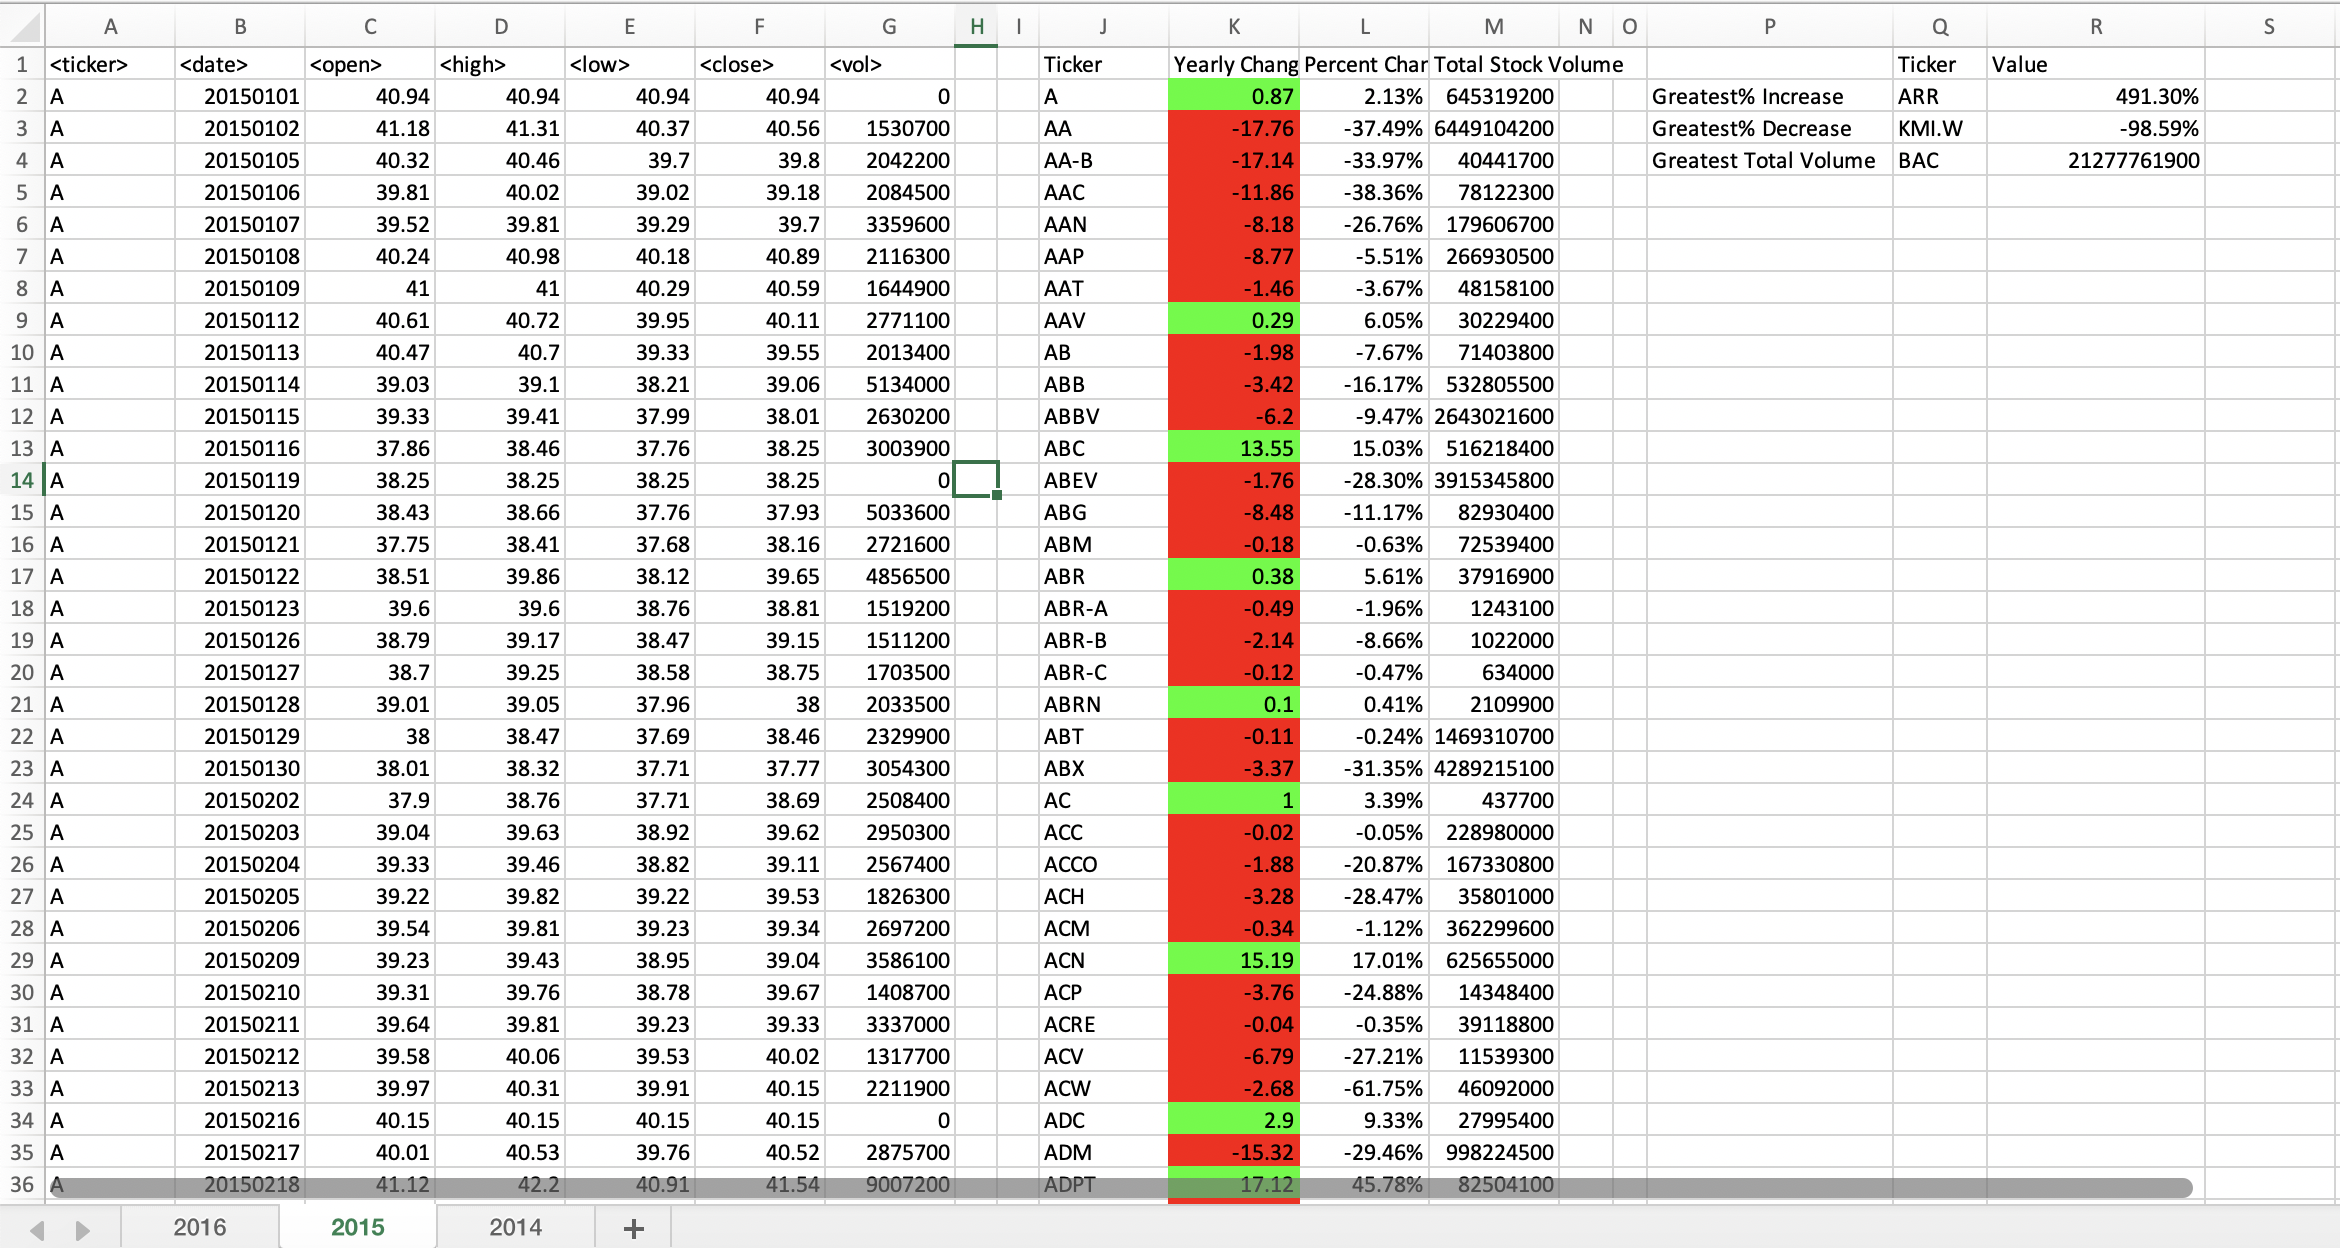 A B C D E F G H I J K L M N O P Q R S
1 <ticker> <date> <open> <high> <low> <close> <vol> Ticker Yearly Chang Percent Char Total Stock Volume Ticker Value
2 A 20150101 40.94 40.94 40.94 40.94 0 A 0.87 2.13% 645319200 Greatest% Increase ARR 491.30%
3 A 20150102 41.18 41.31 40.37 40.56 1530700 AA -17.76 -37.49% 6449104200 Greatest% Decrease KMI.W -98.59%
4 A 20150105 40.32 40.46 39.7 39.8 2042200 AA-B -17.14 -33.97% 40441700 Greatest Total Volume BAC 21277761900
5 A 20150106 39.81 40.02 39.02 39.18 2084500 AAC -11.86 -38.36% 78122300
6 A 20150107 39.52 39.81 39.29 39.7 3359600 AAN -8.18 -26.76% 179606700
7 A 20150108 40.24 40.98 40.18 40.89 2116300 AAP -8.77 -5.51% 266930500
8 A 20150109 41 41 40.29 40.59 1644900 AAT -1.46 -3.67% 48158100
9 A 20150112 40.61 40.72 39.95 40.11 2771100 AAV 0.29 6.05% 30229400
10 A 20150113 40.47 40.7 39.33 39.55 2013400 AB -1.98 -7.67% 71403800
11 A 20150114 39.03 39.1 38.21 39.06 5134000 ABB -3.42 -16.17% 532805500
12 A 20150115 39.33 39.41 37.99 38.01 2630200 ABBV -6.2 -9.47% 2643021600
13 A 20150116 37.86 38.46 37.76 38.25 3003900 ABC 13.55 15.03% 516218400
14 A 20150119 38.25 38.25 38.25 38.25 0 ABEV -1.76 -28.30% 3915345800
15 A 20150120 38.43 38.66 37.76 37.93 5033600 ABG -8.48 -11.17% 82930400
16 A 20150121 37.75 38.41 37.68 38.16 2721600 ABM -0.18 -0.63% 72539400
17 A 20150122 38.51 39.86 38.12 39.65 4856500 ABR 0.38 5.61% 37916900
18 A 20150123 39.6 39.6 38.76 38.81 1519200 ABR-A -0.49 -1.96% 1243100
19 A 20150126 38.79 39.17 38.47 39.15 1511200 ABR-B -2.14 -8.66% 1022000
20 A 20150127 38.7 39.25 38.58 38.75 1703500 ABR-C -0.12 -0.47% 634000
21 A 20150128 39.01 39.05 37.96 38 2033500 ABRN 0.1 0.41% 2109900
22 A 20150129 38 38.47 37.69 38.46 2329900 ABT -0.11 -0.24% 1469310700
23 A 20150130 38.01 38.32 37.71 37.77 3054300 ABX -3.37 -31.35% 4289215100
24 A 20150202 37.9 38.76 37.71 38.69 2508400 AC 1 3.39% 437700
25 A 20150203 39.04 39.63 38.92 39.62 2950300 ACC -0.02 -0.05% 228980000
26 A 20150204 39.33 39.46 38.82 39.11 2567400 ACCO -1.88 -20.87% 167330800
27 A 20150205 39.22 39.82 39.22 39.53 1826300 ACH -3.28 -28.47% 35801000
28 A 20150206 39.54 39.81 39.23 39.34 2697200 ACM -0.34 -1.12% 362299600
29 A 20150209 39.23 39.43 38.95 39.04 3586100 ACN 15.19 17.01% 625655000
30 A 20150210 39.31 39.76 38.78 39.67 1408700 ACP -3.76 -24.88% 14348400
31 A 20150211 39.64 39.81 39.23 39.33 3337000 ACRE -0.04 -0.35% 39118800
32 A 20150212 39.58 40.06 39.53 40.02 1317700 ACV -6.79 -27.21% 11539300
33 A 20150213 39.97 40.31 39.91 40.15 2211900 ACW -2.68 -61.75% 46092000
34 A 20150216 40.15 40.15 40.15 40.15 0 ADC 2.9 9.33% 27995400
35 A 20150217 40.01 40.53 39.76 40.52 2875700 ADM -15.32 -29.46% 998224500
36 A 20150218 41.12 42.2 40.91 41.54 9007200 ADPT 17.12 45.78% 82504100
2016 2015 2014 +